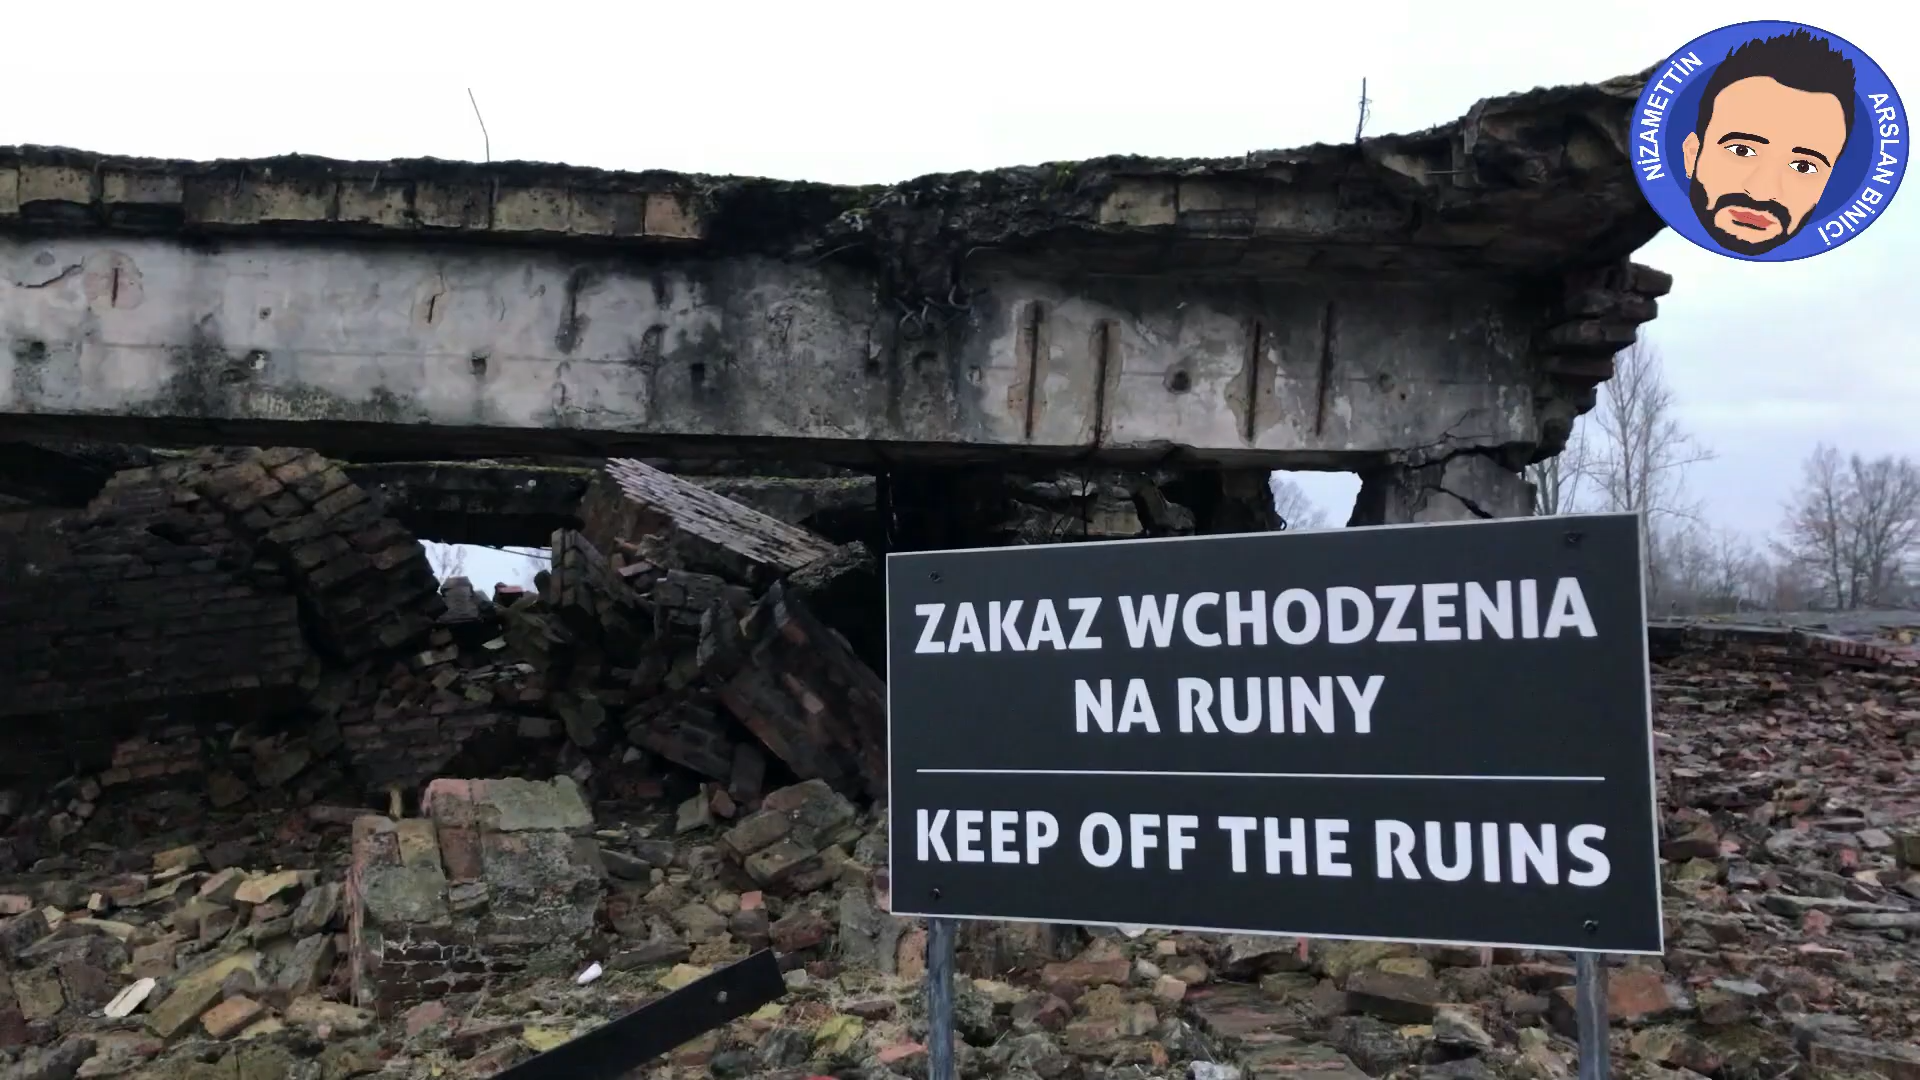 NİZAMETTİN ARSLAN BİNİCİ
ZAKAZ WCHODZENIA
NA RUINY
KEEP OFF THE RUINS